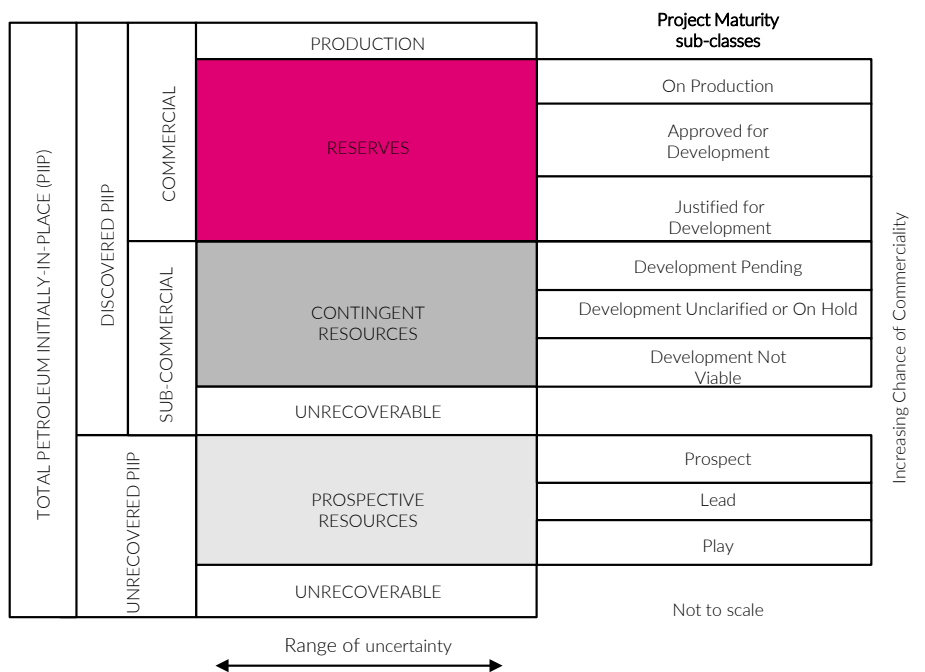 Project Maturity
sub-classes
TOTAL PETROLEUM INITIALLY-IN-PLACE (PIIP)
DISCOVERED PIIP
COMMERCIAL
PRODUCTION
RESERVES
On Production
Approved for
Development
Justified for
Development
SUB-COMMERCIAL
CONTINGENT
RESOURCES
Development Pending
Development Unclarified or On Hold
Development Not
Viable
UNRECOVERABLE
UNRECOVERED PIIP
PROSPECTIVE
RESOURCES
Prospect
Lead
Play
UNRECOVERABLE
Increasing Chance of Commerciality
Not to scale
Range of uncertainty